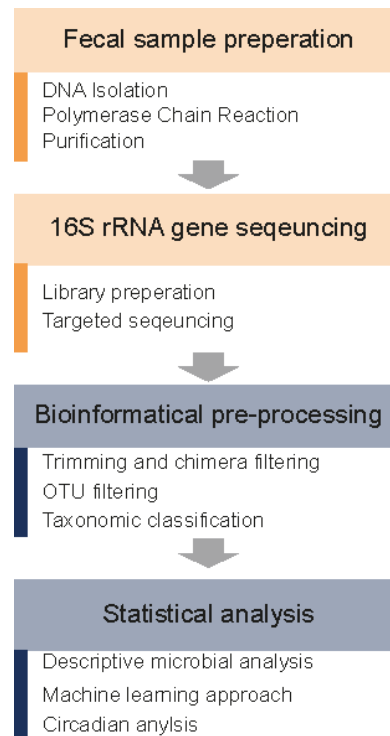 Fecal sample preperation
DNA Isolation
Polymerase Chain Reaction
Purification
16S rRNA gene seqeuncing
Library preperation
Targeted seqeuncing
Bioinformatical pre-processing
Trimming and chimera filtering
OTU filtering
Taxonomic classification
Statistical analysis
Descriptive microbial analysis
Machine learning approach
Circadian anylsis